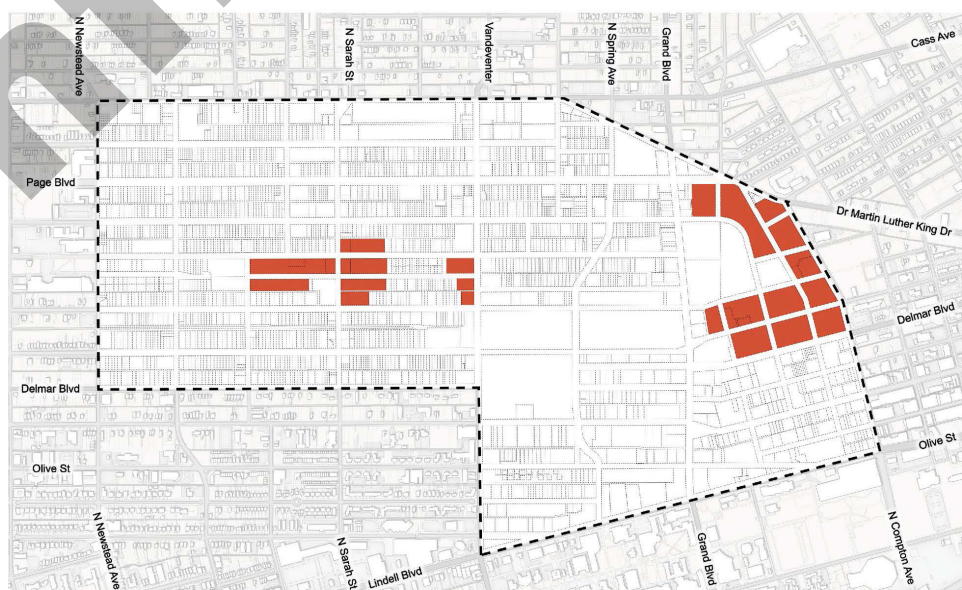 N Newstead Ave
N Sarah St
Vandeventer
N Spring Ave
Grand Blvd
Cass Ave
Page Blvd
Dr Martin Luther King Dr
Delmar Blvd
Delmar Blvd
Olive St
Olive St
N Newstead Ave
N Sarah St
Lindell Blvd
Grand Blvd
N Compton Ave